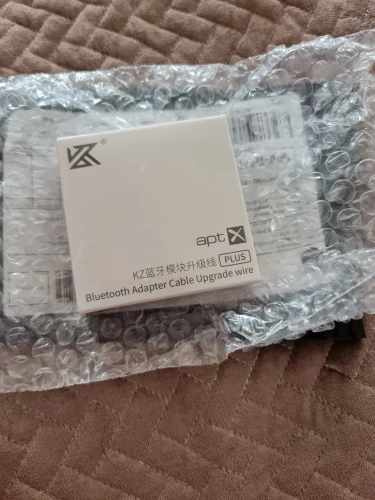 KZ
aptX
KZ蓝牙模块升级线 PLUS
Bluetooth Adapter Cable Upgrade wire